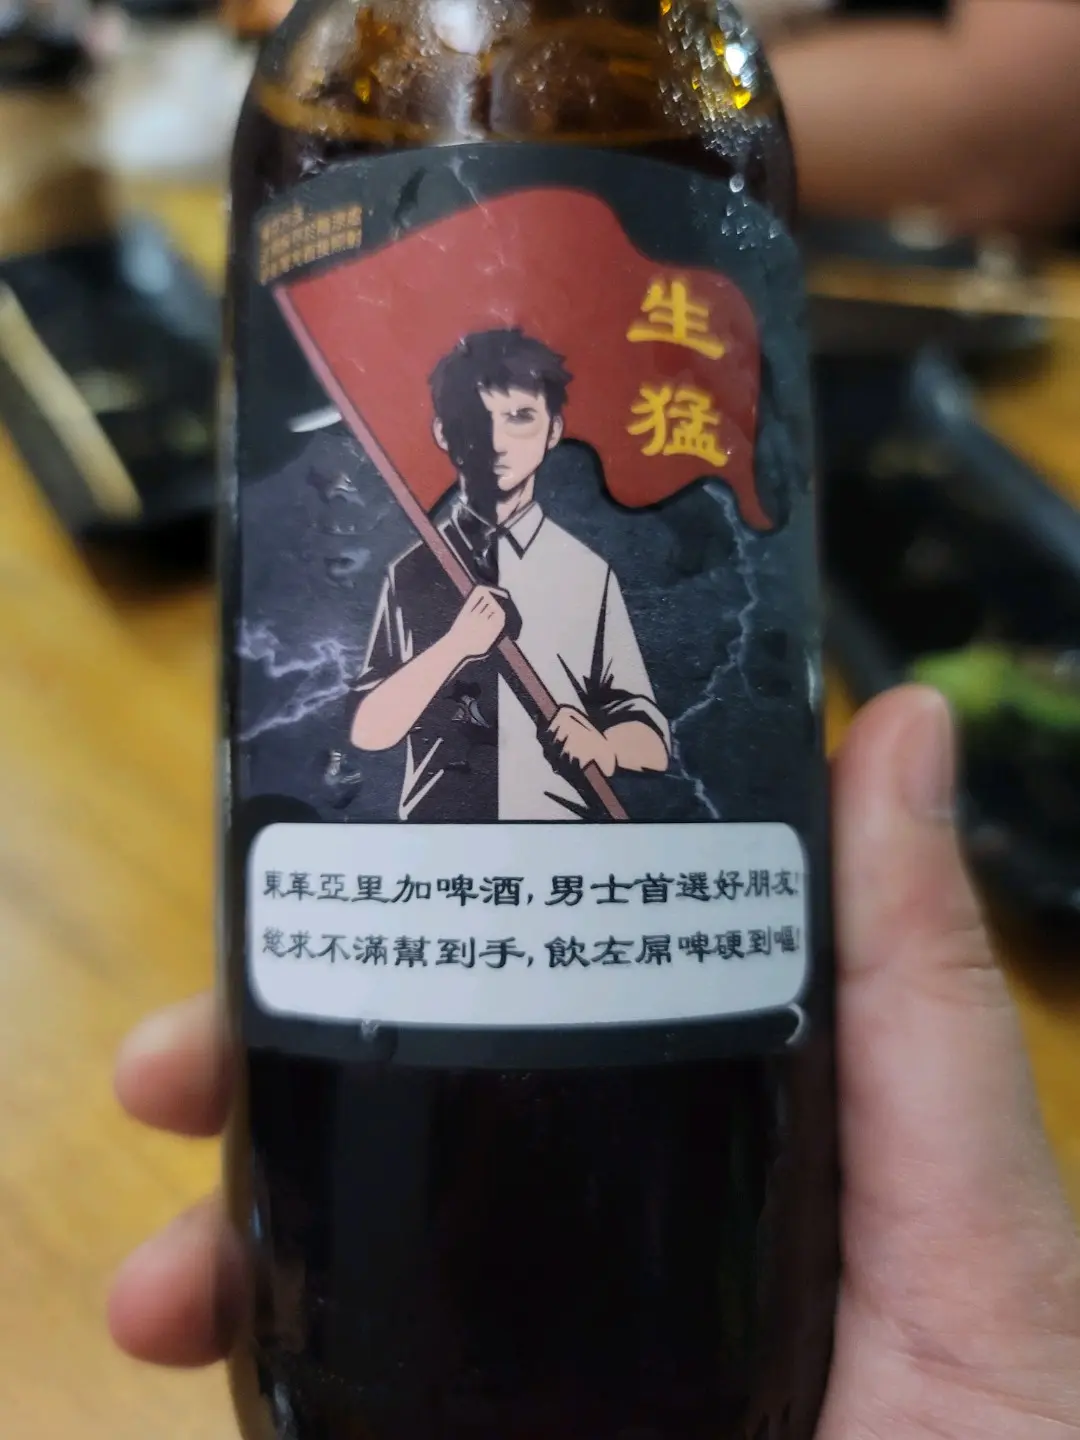 生
猛
東革亞里加啤酒,男士首選好朋友!
慾求不滿幫到手,飲左屌啤硬到嘔!